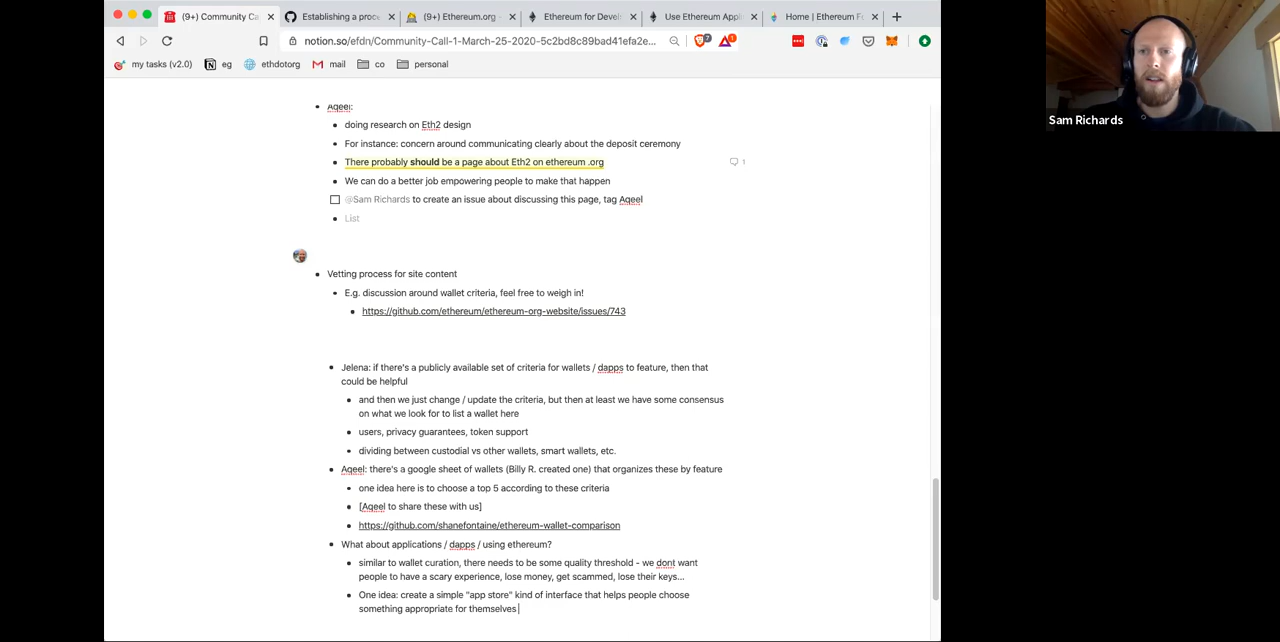 (9+) Community Ca
Establishing a proce
(9+) Ethereum.org -
Ethereum for Devel
Use Ethereum Appl
Home | Ethereum Fo
notion.so/efdn/Community-Call-1-March-25-2020-5c2bd8c89bad41efa2e...
7
1
my tasks (v2.0)
eg
ethdotorg
mail
co
personal
Aqeel:
doing research on Eth2 design
For instance: concern around communicating clearly about the deposit ceremony
There probably should be a page about Eth2 on ethereum .org
1
We can do a better job empowering people to make that happen
@Sam Richards to create an issue about discussing this page, tag Aqeel
List
Vetting process for site content
E.g. discussion around wallet criteria, feel free to weigh in!
https://github.com/ethereum/ethereum-org-website/issues/743
Jelena: if there's a publicly available set of criteria for wallets / dapps to feature, then that
could be helpful
and then we just change / update the criteria, but then at least we have some consensus
on what we look for to list a wallet here
users, privacy guarantees, token support
dividing between custodial vs other wallets, smart wallets, etc.
Aqeel: there's a google sheet of wallets (Billy R. created one) that organizes these by feature
one idea here is to choose a top 5 according to these criteria
[Aqeel to share these with us]
https://github.com/shanefontaine/ethereum-wallet-comparison
What about applications / dapps / using ethereum?
similar to wallet curation, there needs to be some quality threshold - we dont want
people to have a scary experience, lose money, get scammed, lose their keys...
One idea: create a simple "app store" kind of interface that helps people choose
something appropriate for themselves
Sam Richards